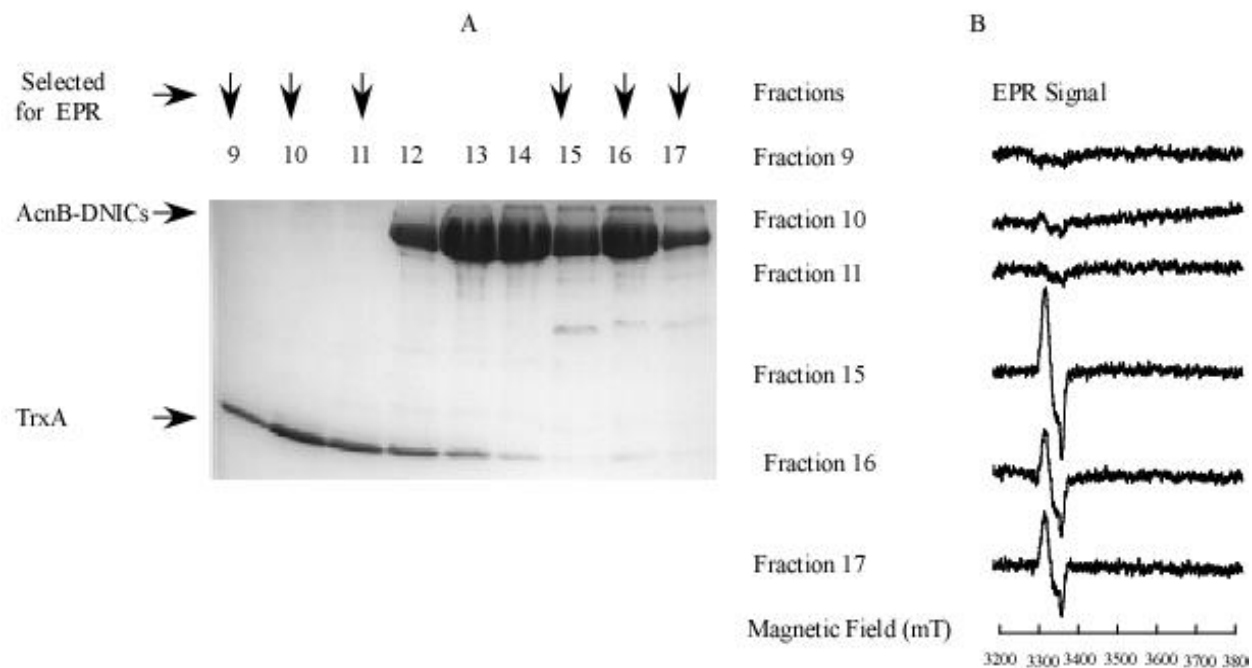 A
B
Selected
for EPR
Fractions
EPR Signal
9 10 11 12 13 14 15 16 17
Fraction 9
AcnB-DNICs
Fraction 10
Fraction 11
Fraction 15
TrxA
Fraction 16
Fraction 17
Magnetic Field (mT)
3200 3300 3400 3500 3600 3700 3800